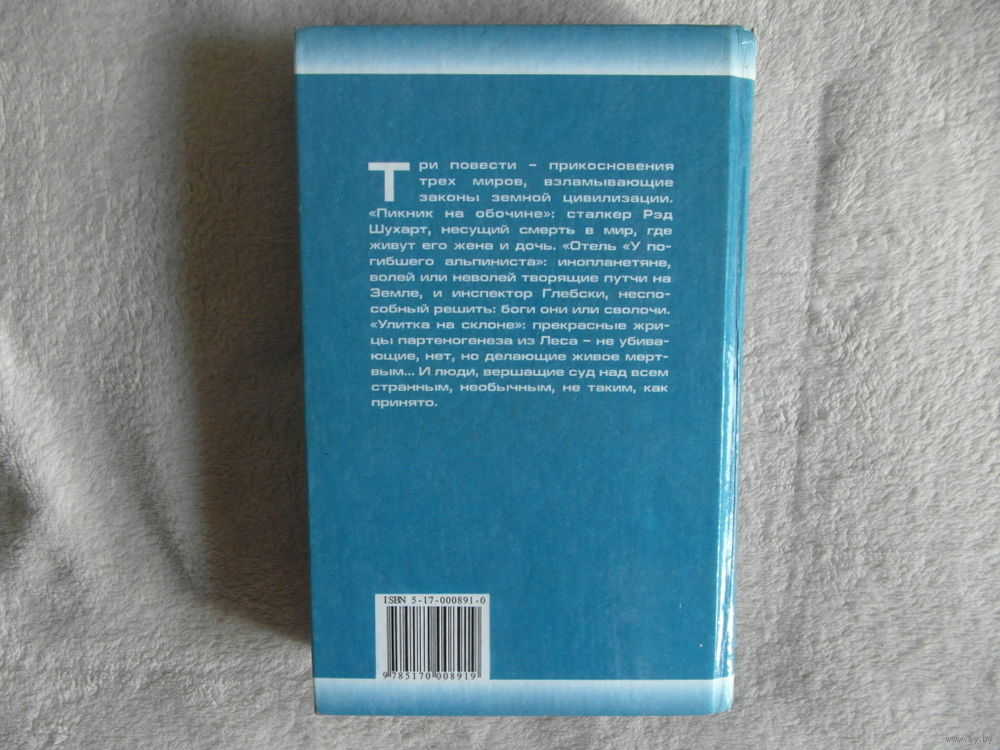 Три повести – прикосновения
трех миров, взламывающие
законы земной цивилизации.
«Пикник на обочине»: сталкер Рэд
Шухарт, несущий смерть в мир, где
живут его жена и дочь. «Отель «У по-
гибшего альпиниста»: инопланетяне,
волей или неволей творящие путчи на
Земле, и инспектор Глебски, неспо-
собный решить: боги они или сволочи.
«Улитка на склоне»: прекрасные жри-
цы партеногенеза из Леса – не убива-
ющие, нет, но делающие живое мерт-
вым... И люди, вершащие суд над всем
странным, необычным, не таким, как
принято.
ISBN 5-17-000891-0
9 785170 008919
www.ay.by